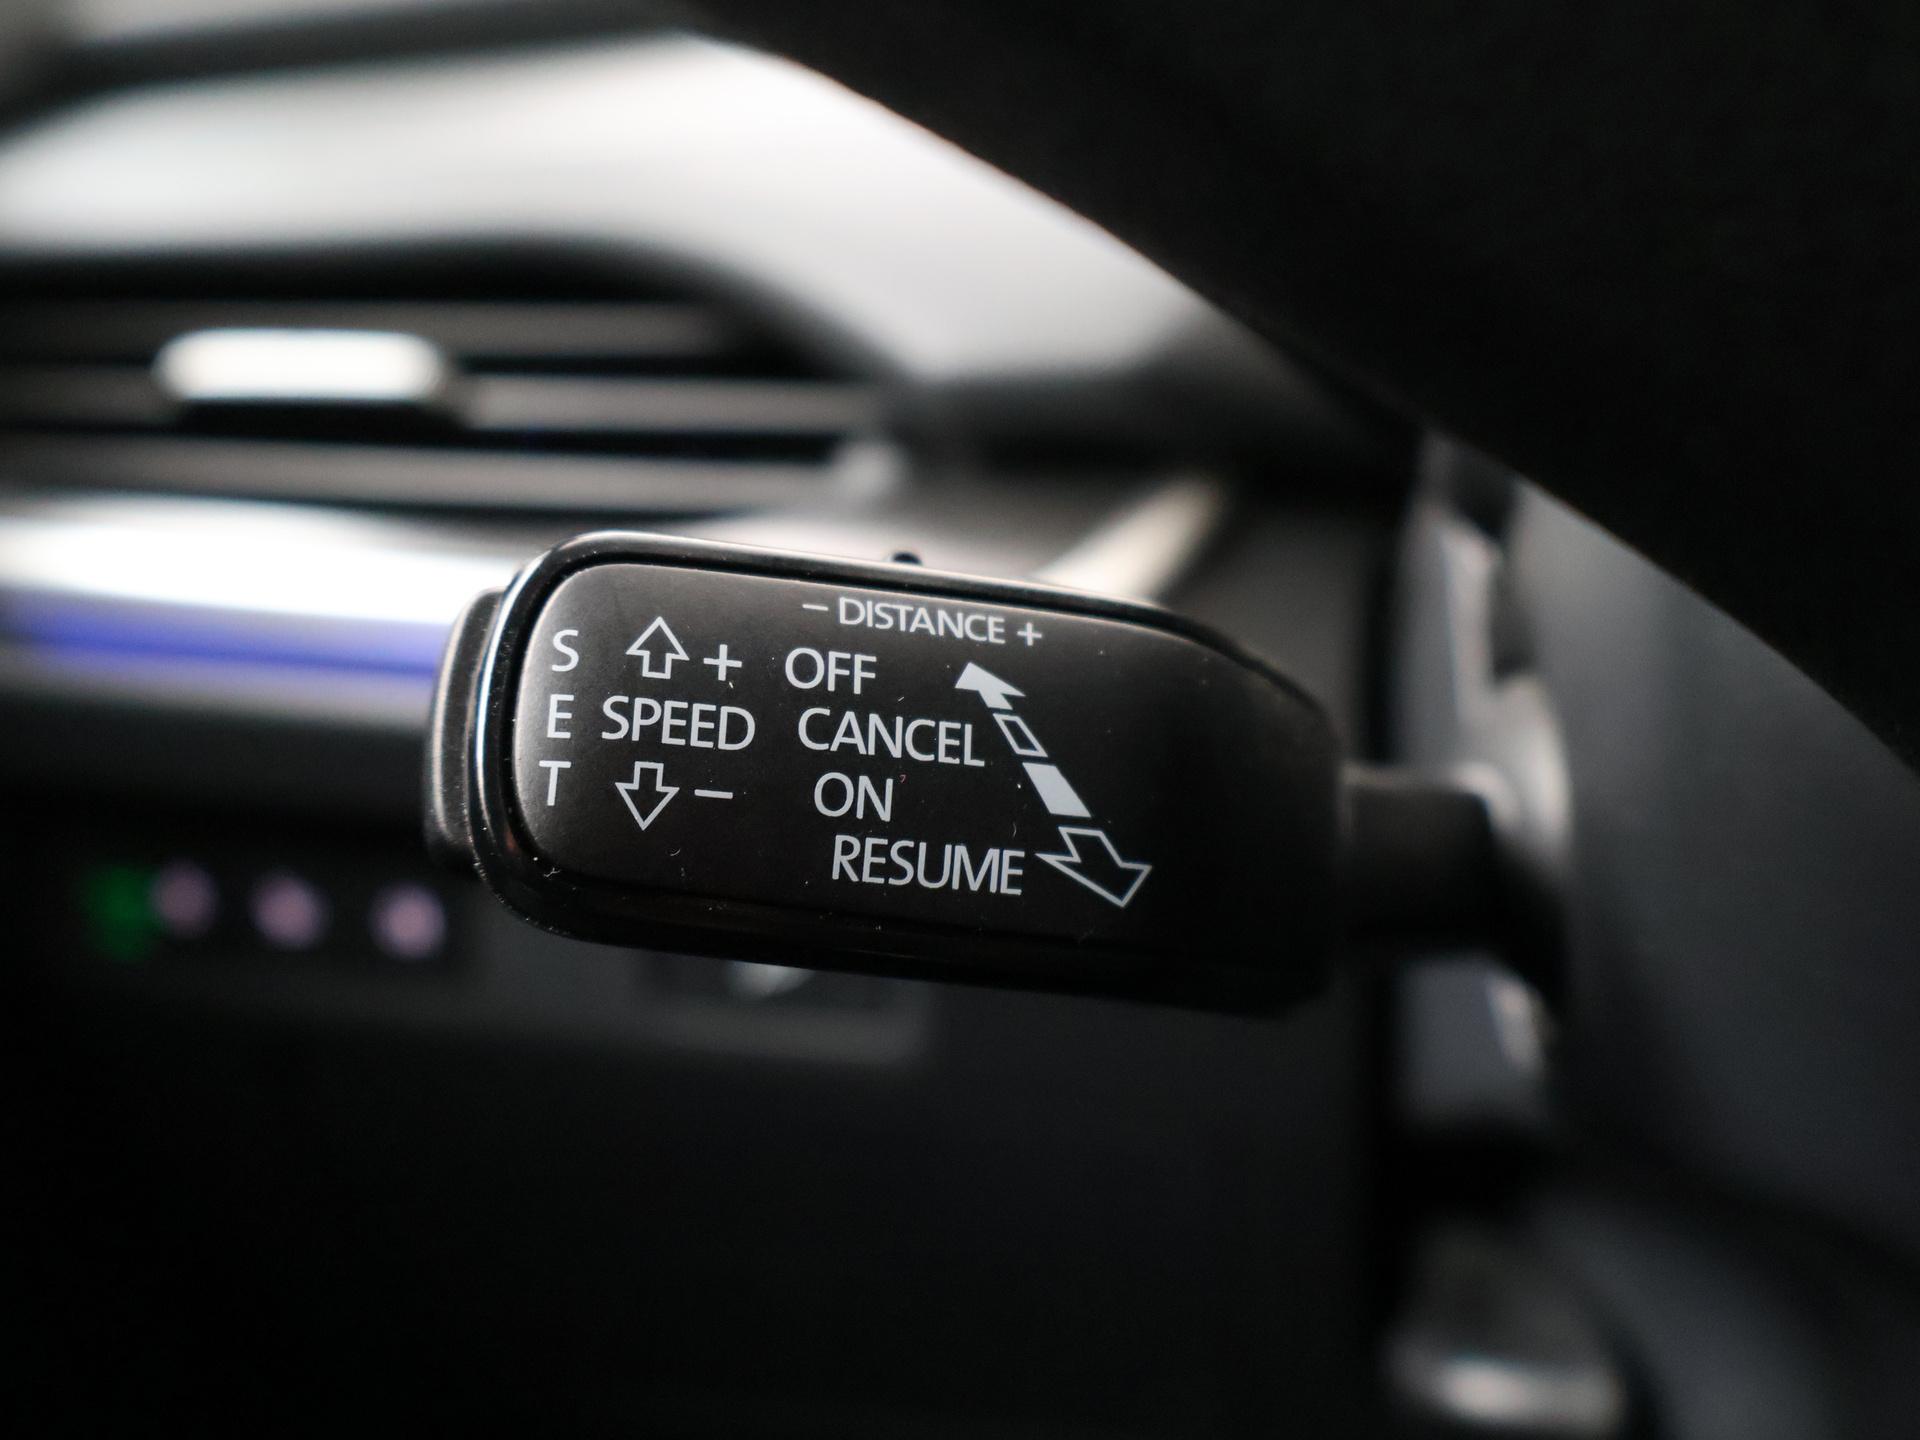 − DISTANCE +
S + OFF
E SPEED CANCEL
T − ON
RESUME